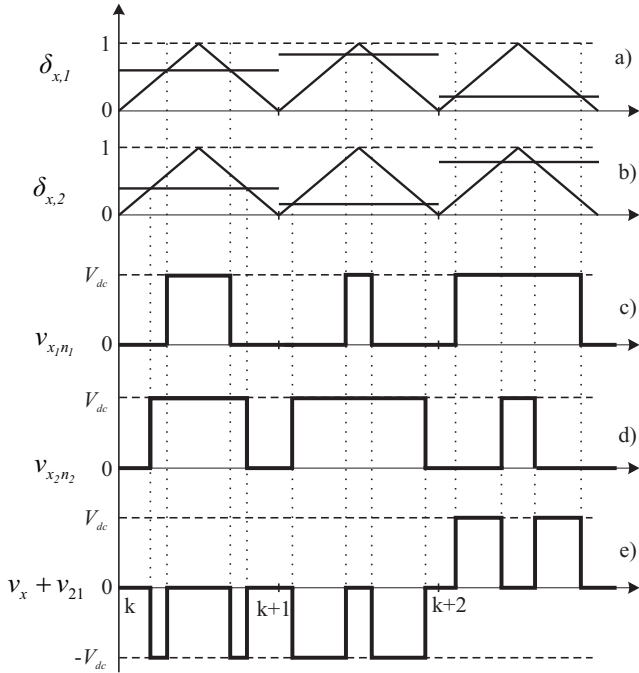 1
δx,1
0
a)
1
δx,2
0
b)
Vdc
0
vx1n1
c)
Vdc
0
vx2n2
d)
Vdc
vx + v21
0
e)
k
k+1
k+2
-Vdc